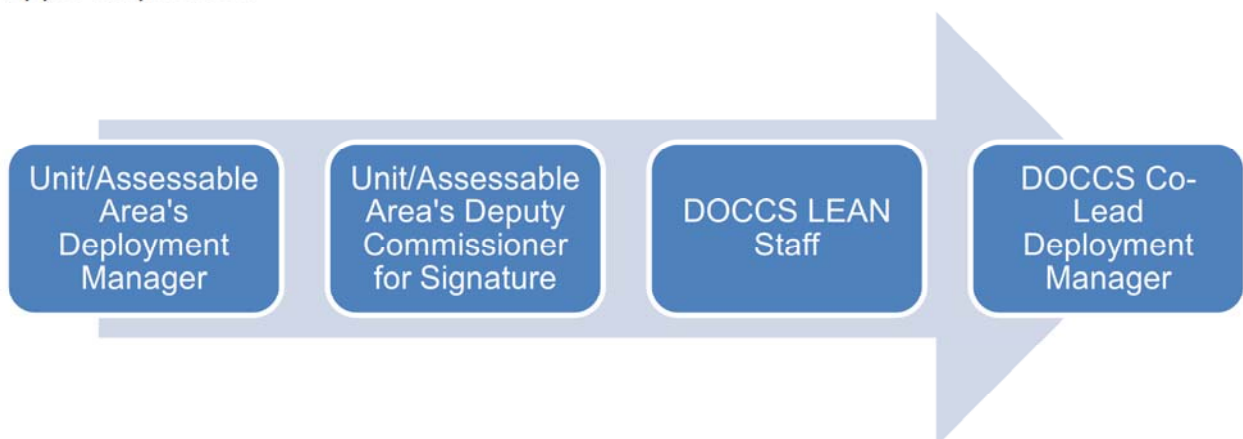 Unit/Assessable
Area's
Deployment
Manager
Unit/Assessable
Area's Deputy
Commissioner
for Signature
DOCCS LEAN
Staff
DOCCS Co-
Lead
Deployment
Manager